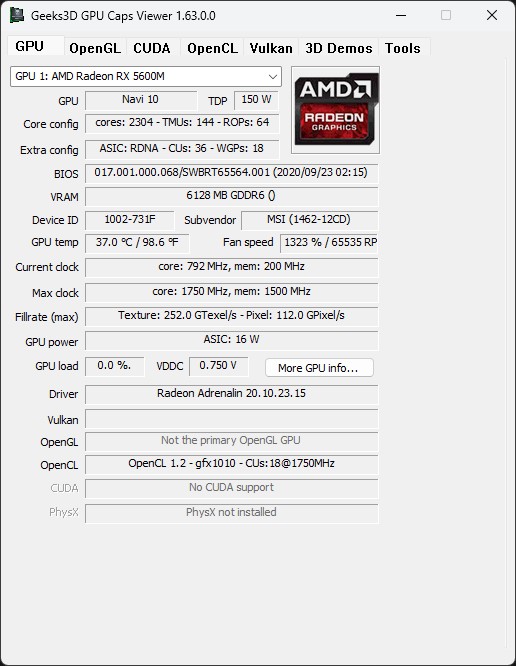 Geeks3D GPU Caps Viewer 1.63.0.0
GPU OpenGL CUDA OpenCL Vulkan 3D Demos Tools
GPU 1: AMD Radeon RX 5600M
AMD
RADEON
GRAPHICS
GPU Navi 10 TDP 150 W
Core config cores: 2304 - TMUs: 144 - ROPs: 64
Extra config ASIC: RDNA - CUs: 36 - WGPs: 18
BIOS 017.001.000.068/SWBRT65564.001 (2020/09/23 02:15)
VRAM 6128 MB GDDR6 ()
Device ID 1002-731F Subvendor MSI (1462-12CD)
GPU temp 37.0 °C / 98.6 °F Fan speed 1323 % / 65535 RP
Current clock core: 792 MHz, mem: 200 MHz
Max clock core: 1750 MHz, mem: 1500 MHz
Fillrate (max) Texture: 252.0 GTexel/s - Pixel: 112.0 GPixel/s
GPU power ASIC: 16 W
GPU load 0.0 %. VDDC 0.750 V More GPU info...
Driver Radeon Adrenalin 20.10.23.15
Vulkan
OpenGL Not the primary OpenGL GPU
OpenCL OpenCL 1.2 - gfx1010 - CUs:18@1750MHz
CUDA No CUDA support
PhysX PhysX not installed